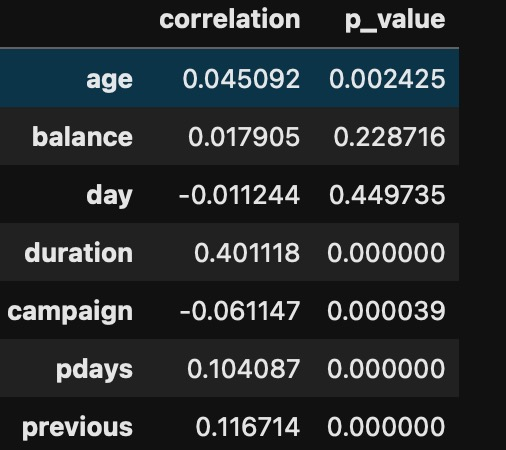 correlation p_value
age 0.045092 0.002425
balance 0.017905 0.228716
day -0.011244 0.449735
duration 0.401118 0.000000
campaign -0.061147 0.000039
pdays 0.104087 0.000000
previous 0.116714 0.000000